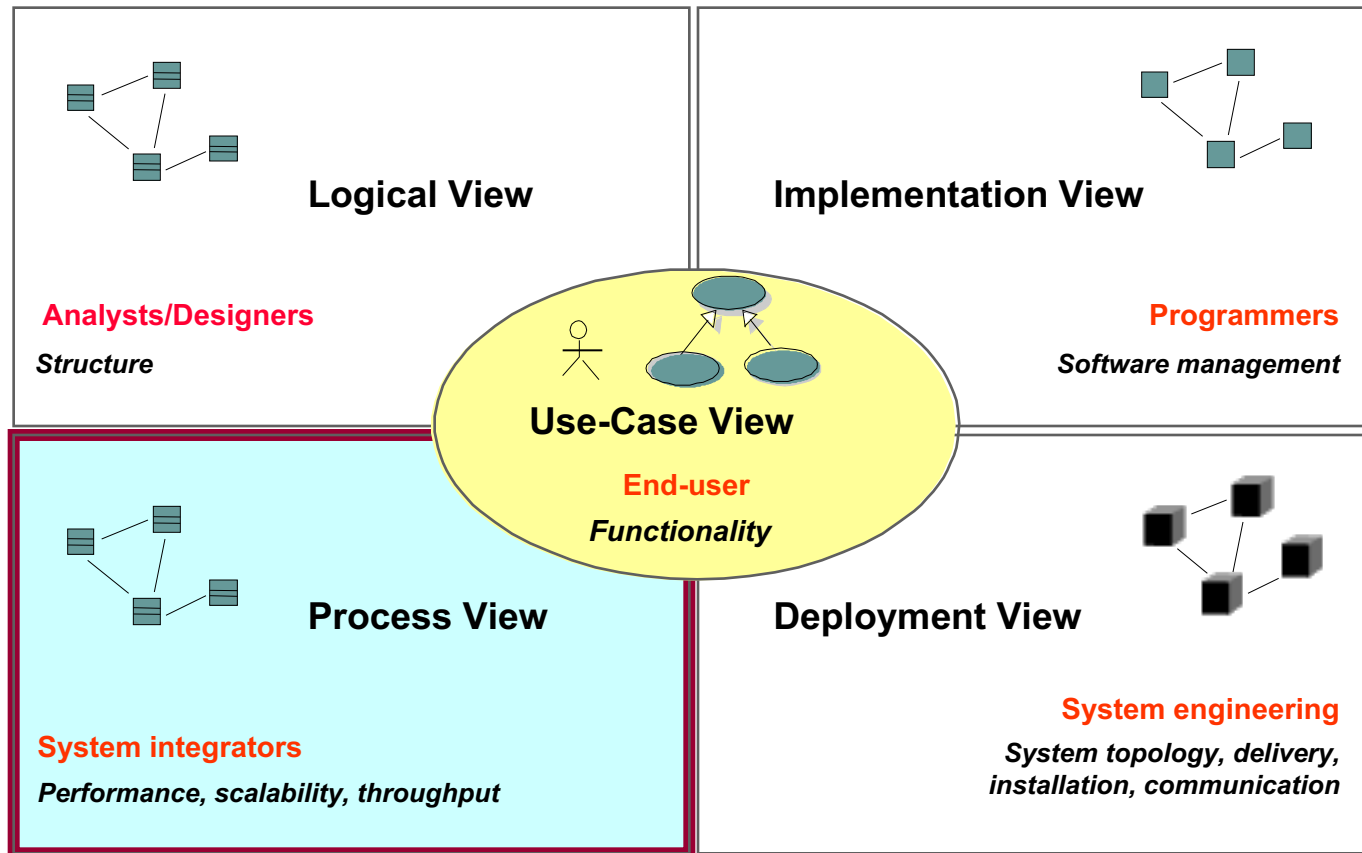 Logical View
Analysts/Designers
Structure
Implementation View
Programmers
Software management
Use-Case View
End-user
Functionality
Process View
System integrators
Performance, scalability, throughput
Deployment View
System engineering
System topology, delivery,
installation, communication